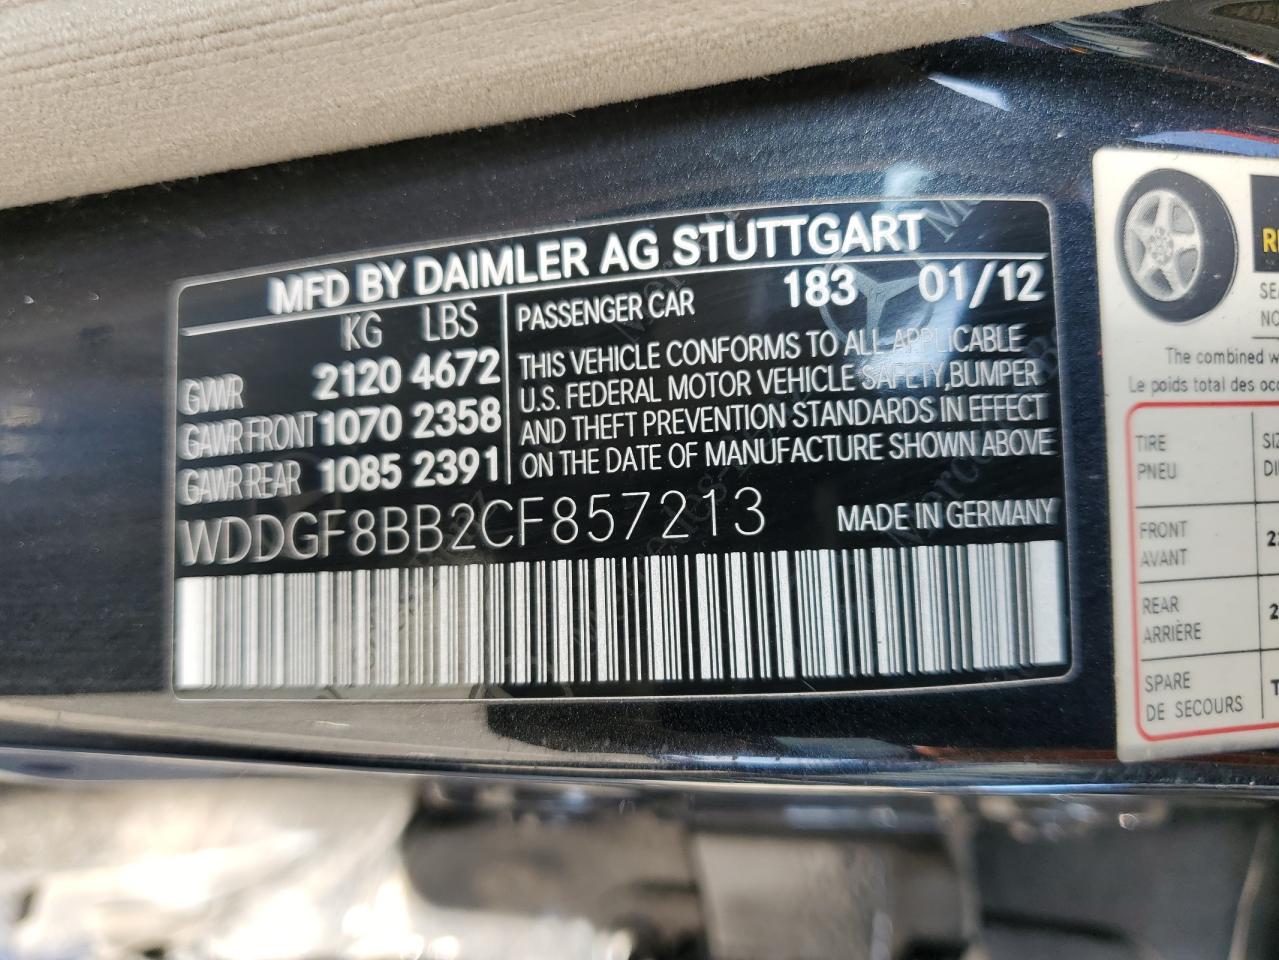 MFD BY DAIMLER AG STUTTGART
KG LBS
GVWR 2120 4672
GAWR FRONT 1070 2358
GAWR REAR 1085 2391
PASSENGER CAR 183 01/12
THIS VEHICLE CONFORMS TO ALL APPLICABLE
U.S. FEDERAL MOTOR VEHICLE SAFETY, BUMPER
AND THEFT PREVENTION STANDARDS IN EFFECT
ON THE DATE OF MANUFACTURE SHOWN ABOVE
WDDGF8BB2CF857213 MADE IN GERMANY
The combined
Le poids total des
TIRE
PNEU
FRONT
AVANT
REAR
ARRIÈRE
SPARE
DE SECOURS